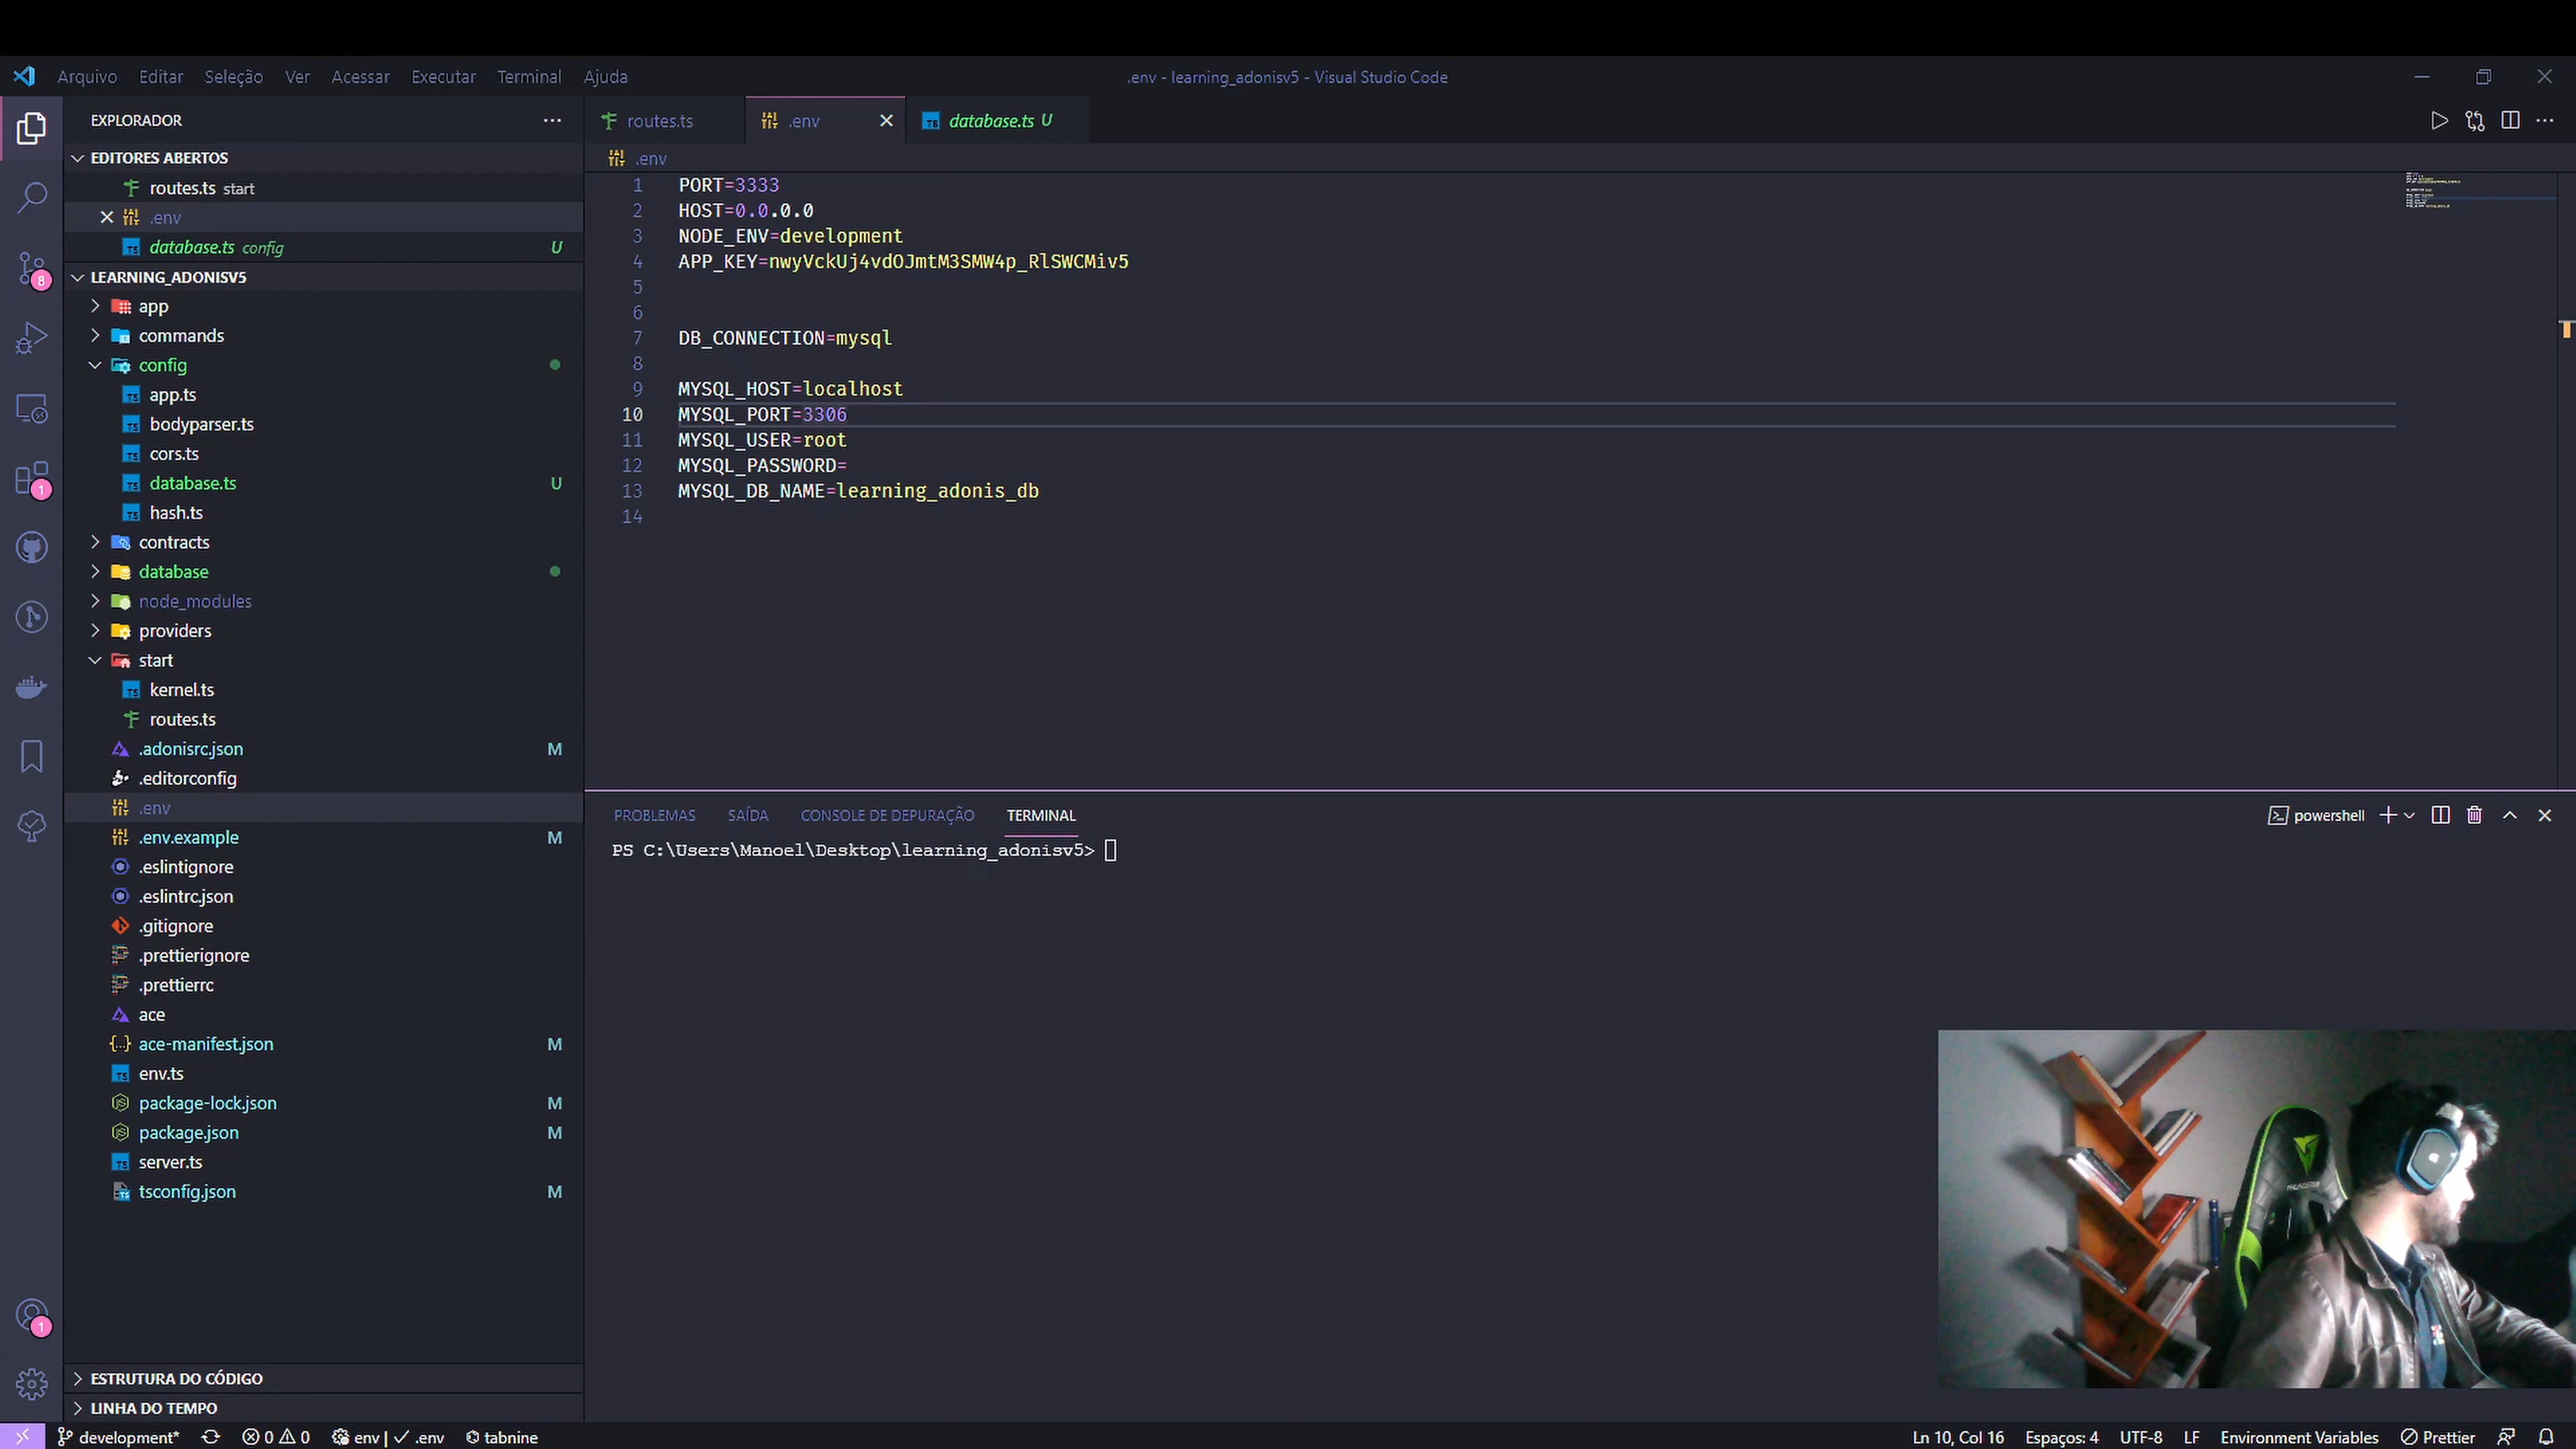 Arquivo Editar Seleção Ver Acessar Executar Terminal Ajuda
.env - learning_adonisv5 - Visual Studio Code
EXPLORADOR
EDITORES ABERTOS
routes.ts start
.env
database.ts config U
LEARNING_ADONISV5
app
commands
config
app.ts
bodyparser.ts
cors.ts
database.ts U
hash.ts
contracts
database
node_modules
providers
start
kernel.ts
routes.ts
.adonisrc.json M
.editorconfig
.env
.env.example M
.eslintignore
.eslintrc.json
.gitignore
.prettierignore
.prettierrc
ace
ace-manifest.json M
env.ts
package-lock.json M
package.json M
server.ts
tsconfig.json M
ESTRUTURA DO CÓDIGO
LINHA DO TEMPO
8
1
1
routes.ts .env database.ts U
.env
1 PORT=3333
2 HOST=0.0.0.0
3 NODE_ENV=development
4 APP_KEY=nwyVckUj4vdOJmtM3SMW4p_RlSWCMiv5
5
6
7 DB_CONNECTION=mysql
8
9 MYSQL_HOST=localhost
10 MYSQL_PORT=3306
11 MYSQL_USER=root
12 MYSQL_PASSWORD=
13 MYSQL_DB_NAME=learning_adonis_db
14
PROBLEMAS SAÍDA CONSOLE DE DEPURAÇÃO TERMINAL
powershell
PS C:\Users\Manoel\Desktop\learning_adonisv5>
development* 0 0 env | .env tabnine
Ln 10, Col 16 Espaços: 4 UTF-8 LF Environment Variables Prettier